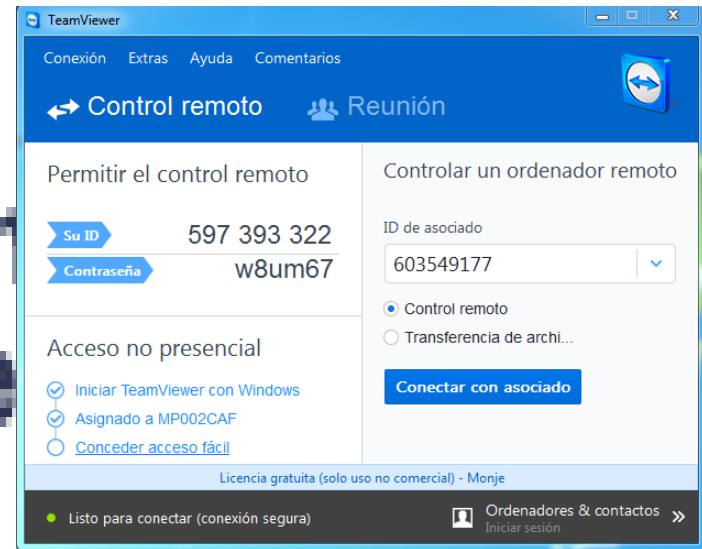 TeamViewer
Conexión Extras Ayuda Comentarios
Control remoto Reunión
Permitir el control remoto
Su ID 597 393 322
Contraseña w8um67
Acceso no presencial
Iniciar TeamViewer con Windows
Asignado a MP002CAF
Conceder acceso fácil
Controlar un ordenador remoto
ID de asociado
603549177
Control remoto
Transferencia de archi...
Conectar con asociado
Licencia gratuita (solo uso no comercial) - Monje
Listo para conectar (conexión segura)
Ordenadores & contactos
Iniciar sesión